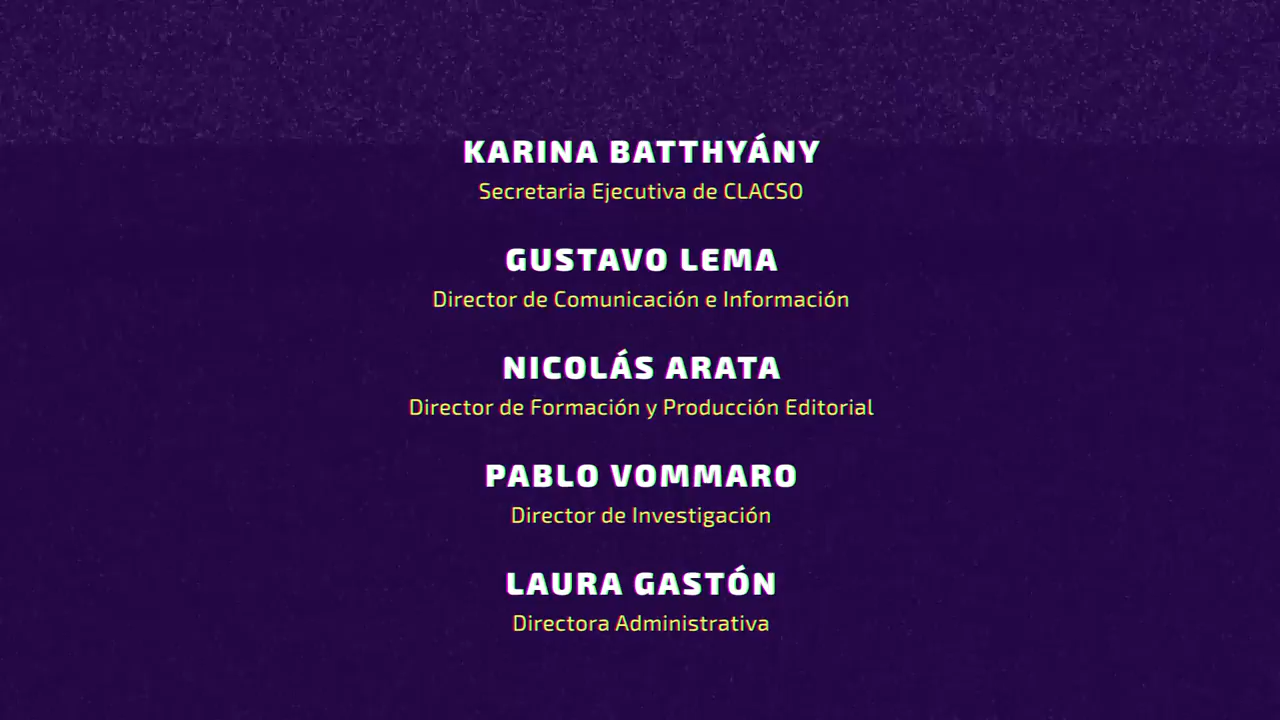 KARINA BATTHYÁNY
Secretaria Ejecutiva de CLACSO
GUSTAVO LEMA
Director de Comunicación e Información
NICOLÁS ARATA
Director de Formación y Producción Editorial
PABLO VOMMARO
Director de Investigación
LAURA GASTÓN
Directora Administrativa